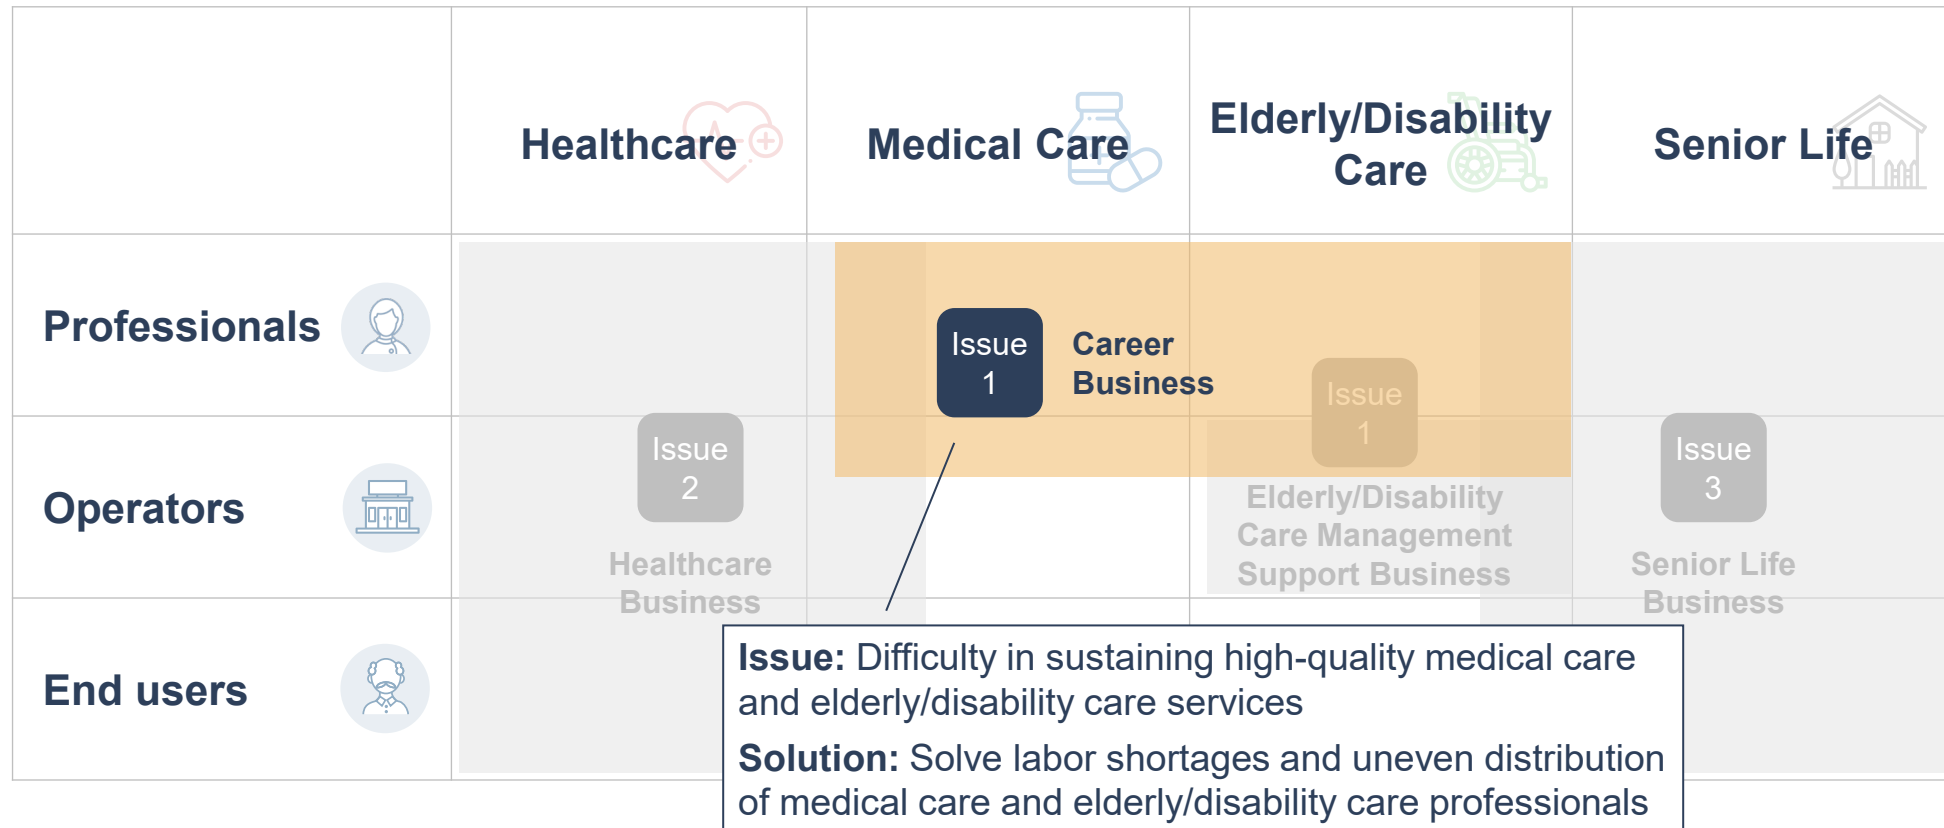 Healthcare
Medical Care
Elderly/Disability
Care
Senior Life
Professionals
Issue
1
Career
Business
Issue
1
Operators
Issue
2
Healthcare
Business
Elderly/Disability
Care Management
Support Business
Issue
3
Senior Life
Business
End users
Issue: Difficulty in sustaining high-quality medical care
and elderly/disability care services
Solution: Solve labor shortages and uneven distribution
of medical care and elderly/disability care professionals